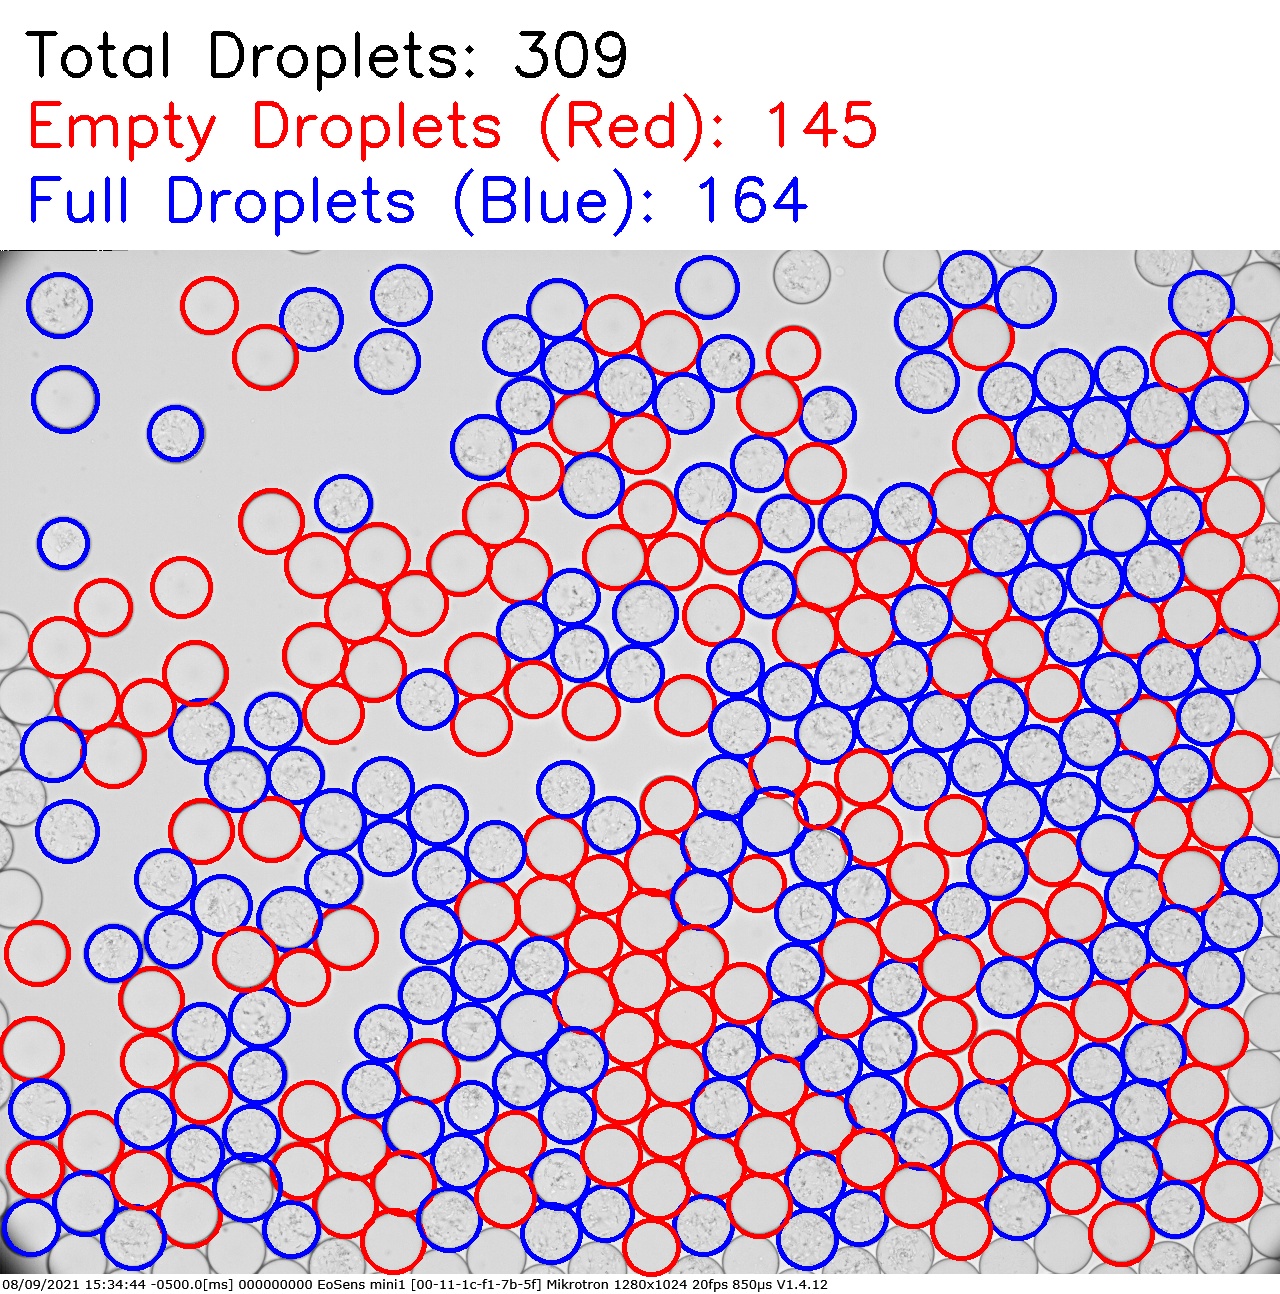 Total Droplets: 309
Empty Droplets (Red): 145
Full Droplets (Blue): 164
08/09/2021 15:34:44 -0500.0[ms] 000000000 EoSens mini1 [00-11-1c-f1-7b-5f] Mikrotron 1280x1024 20fps 850µs V1.4.12